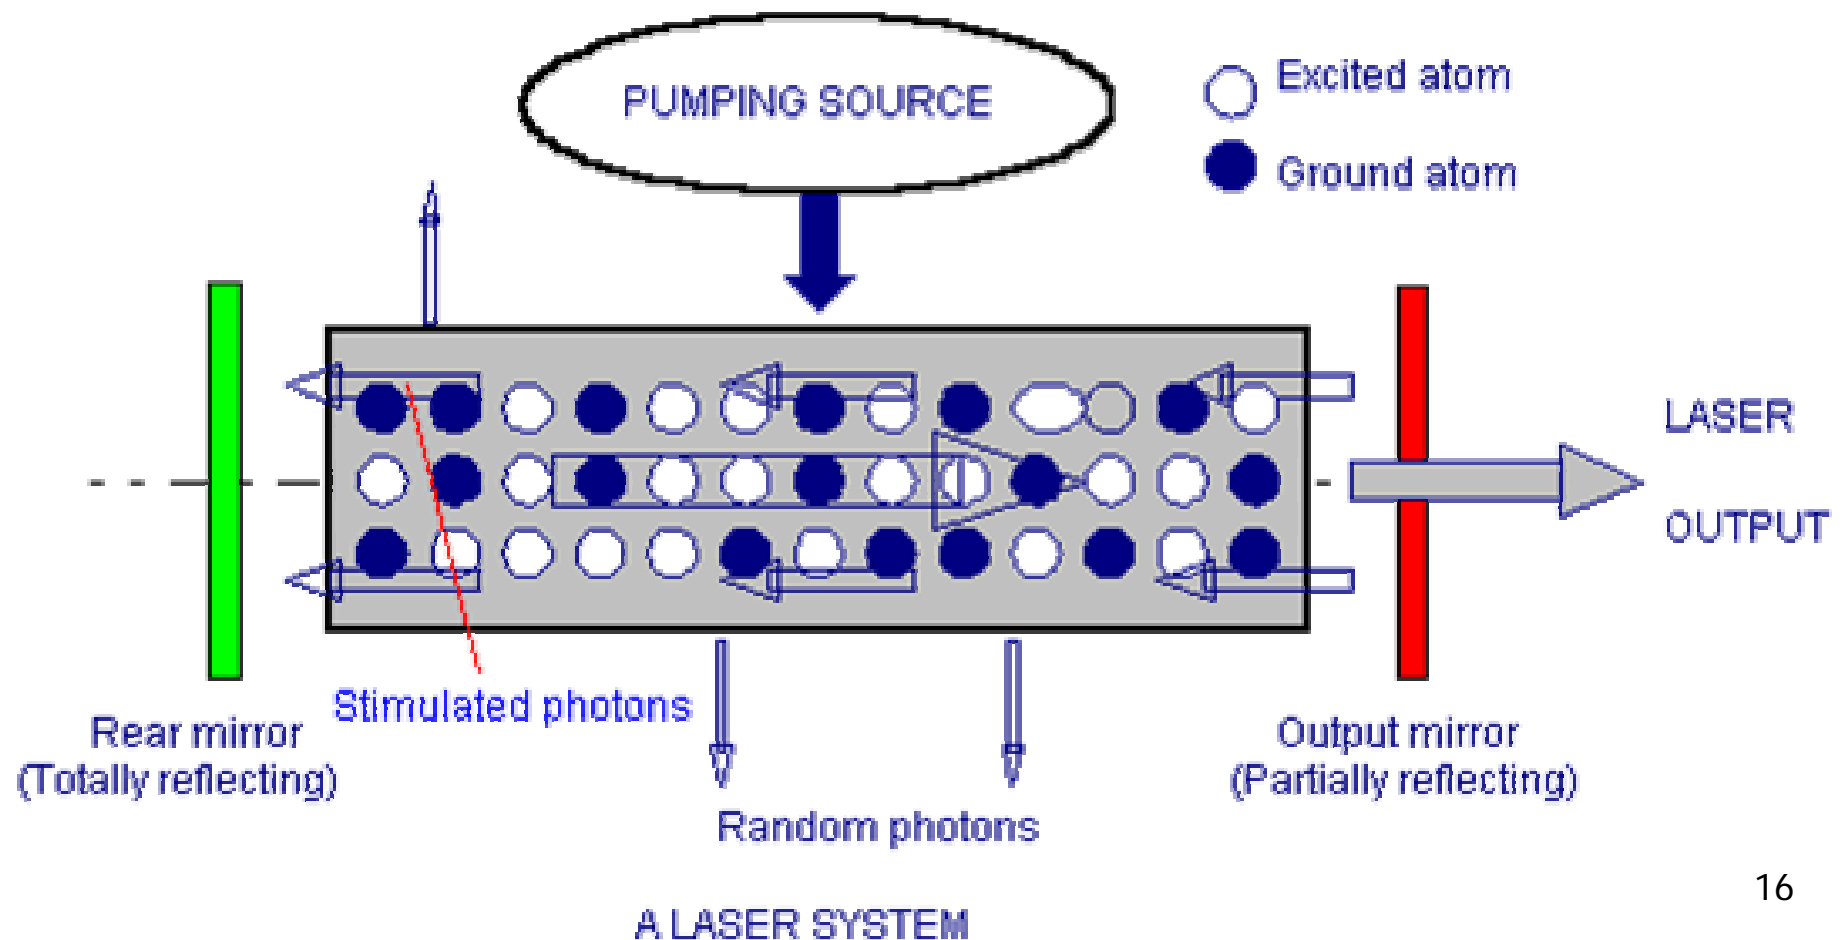 PUMPING SOURCE
Excited atom
Ground atom
LASER
OUTPUT
Stimulated photons
Rear mirror
(Totally reflecting)
Output mirror
(Partially reflecting)
Random photons
16
A LASER SYSTEM